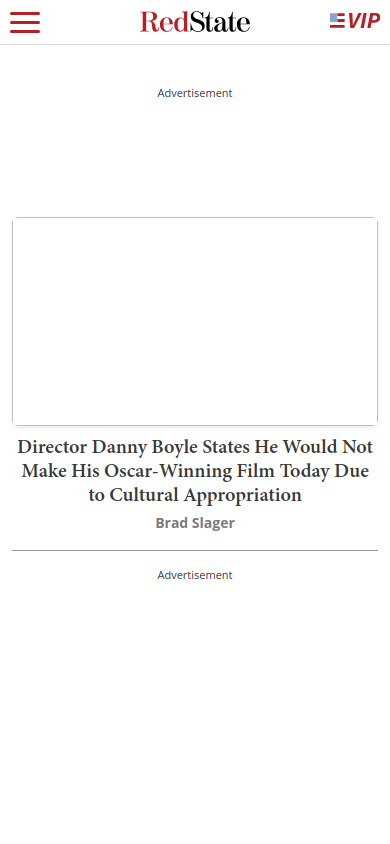 RedState
VIP
Advertisement
Director Danny Boyle States He Would Not
Make His Oscar-Winning Film Today Due
to Cultural Appropriation
Brad Slager
Advertisement